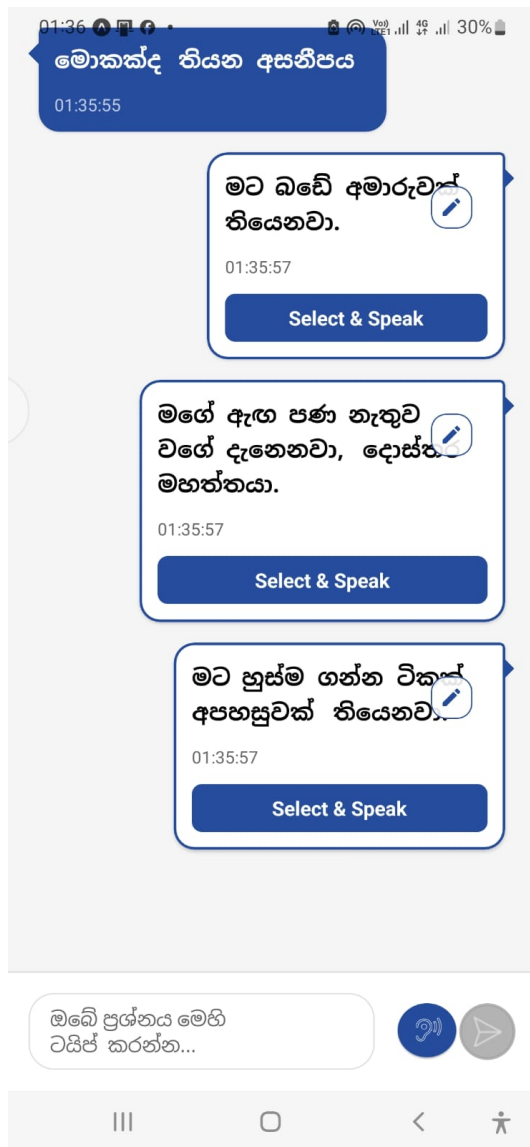 01:36 30%
මොකක්ද තියන අසනීපය
01:35:55
මට බඩේ අමාරුවක්
තියෙනවා.
01:35:57
Select & Speak
මගේ ඇඟ පණ නැතුව
වගේ දැනෙනවා, දොස්තර
මහත්තයා.
01:35:57
Select & Speak
මට හුස්ම ගන්න ටිකක්
අපහසුවක් තියෙනවා.
01:35:57
Select & Speak
ඔබේ ප්‍රශ්නය මෙහි
ටයිප් කරන්න...